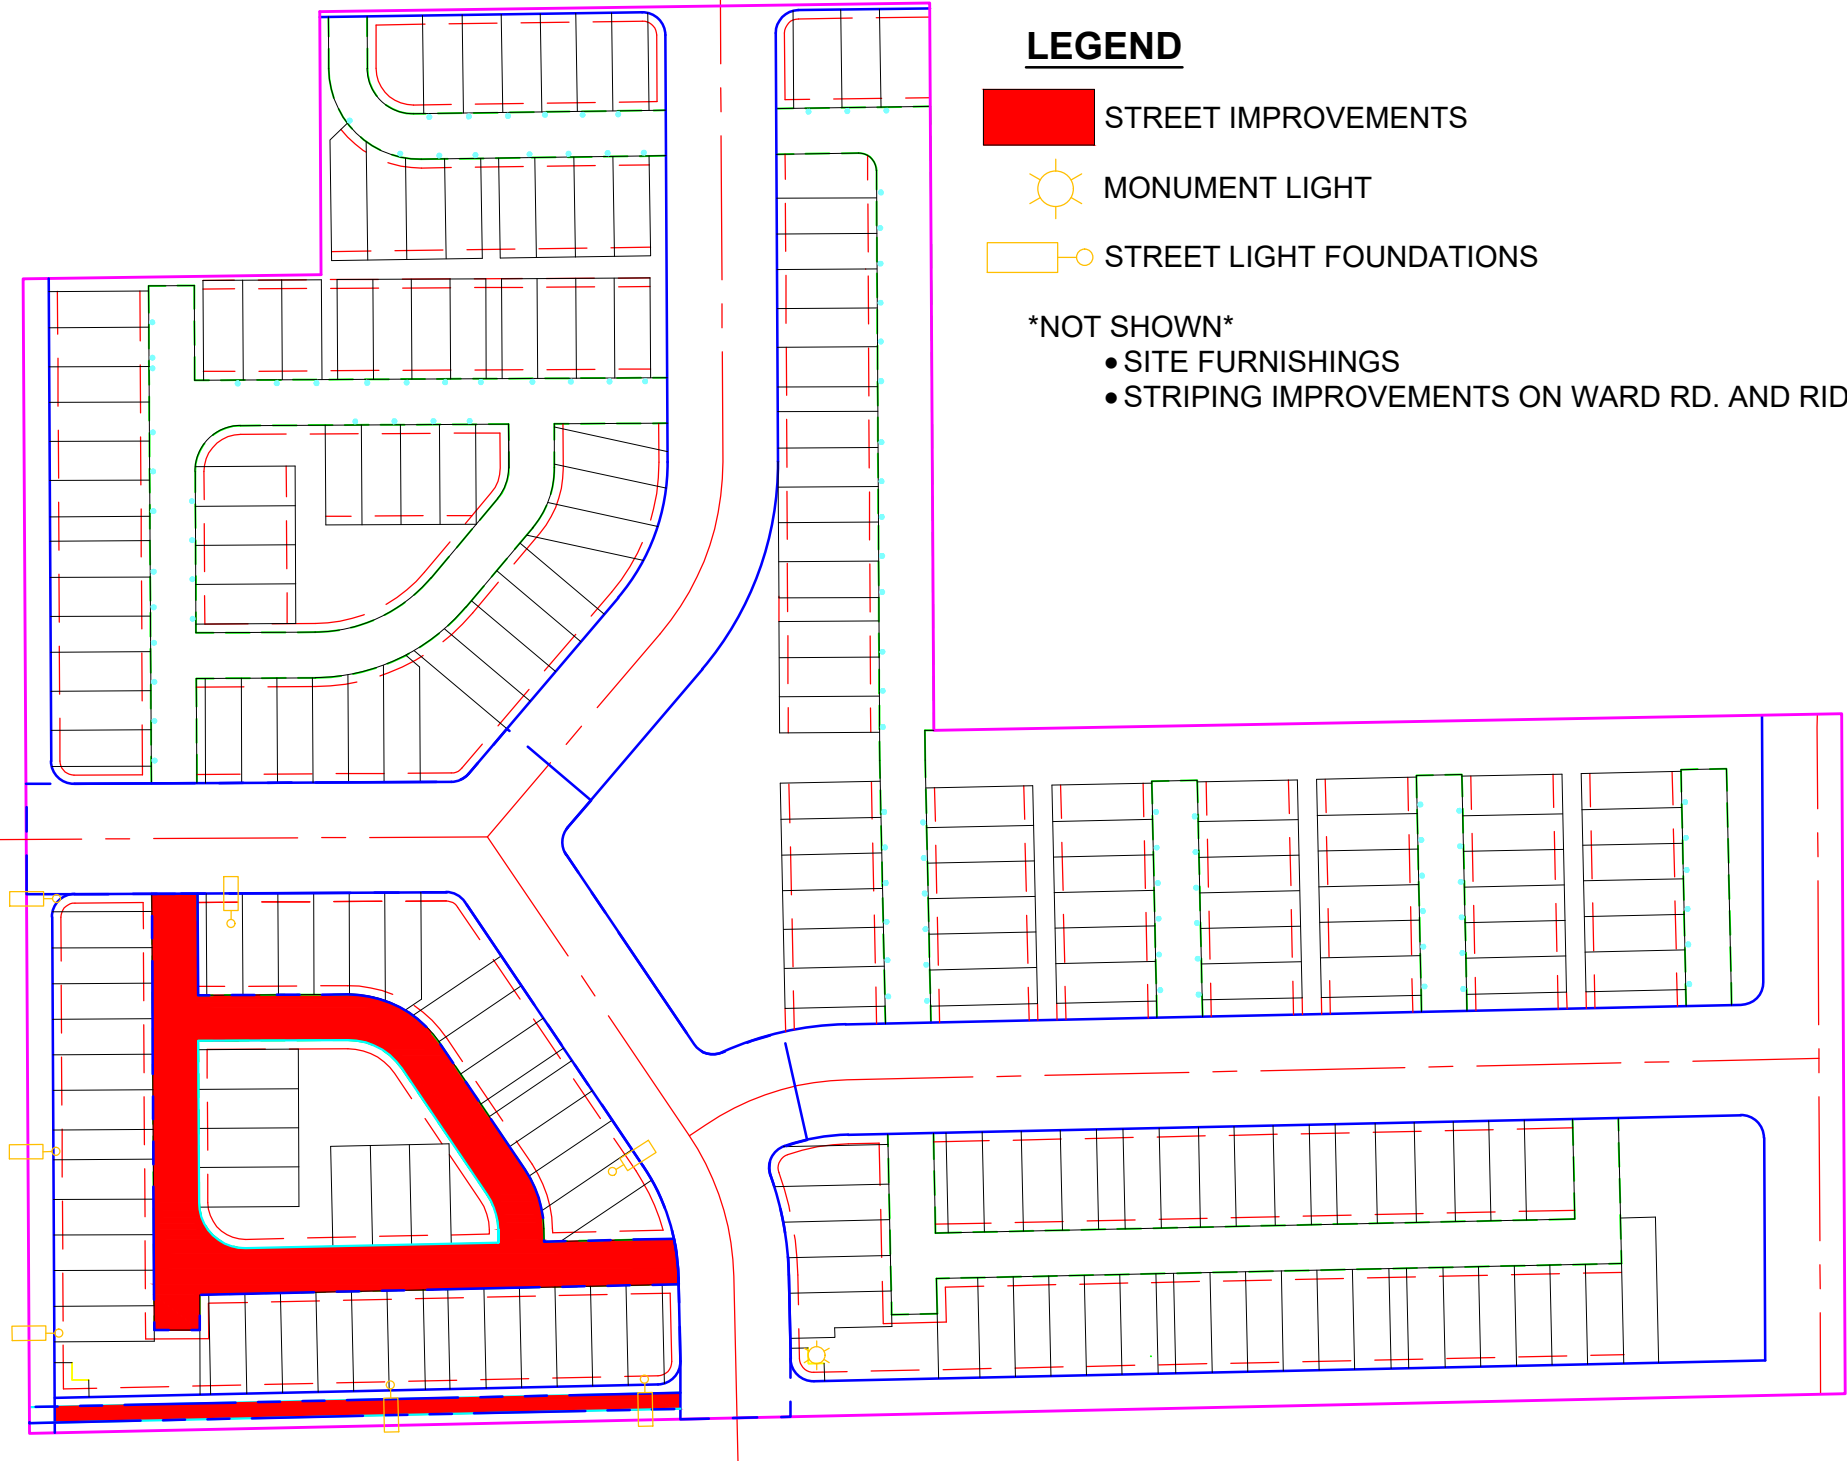 LEGEND
STREET IMPROVEMENTS
MONUMENT LIGHT
STREET LIGHT FOUNDATIONS
*NOT SHOWN*
• SITE FURNISHINGS
• STRIPING IMPROVEMENTS ON WARD RD. AND RID